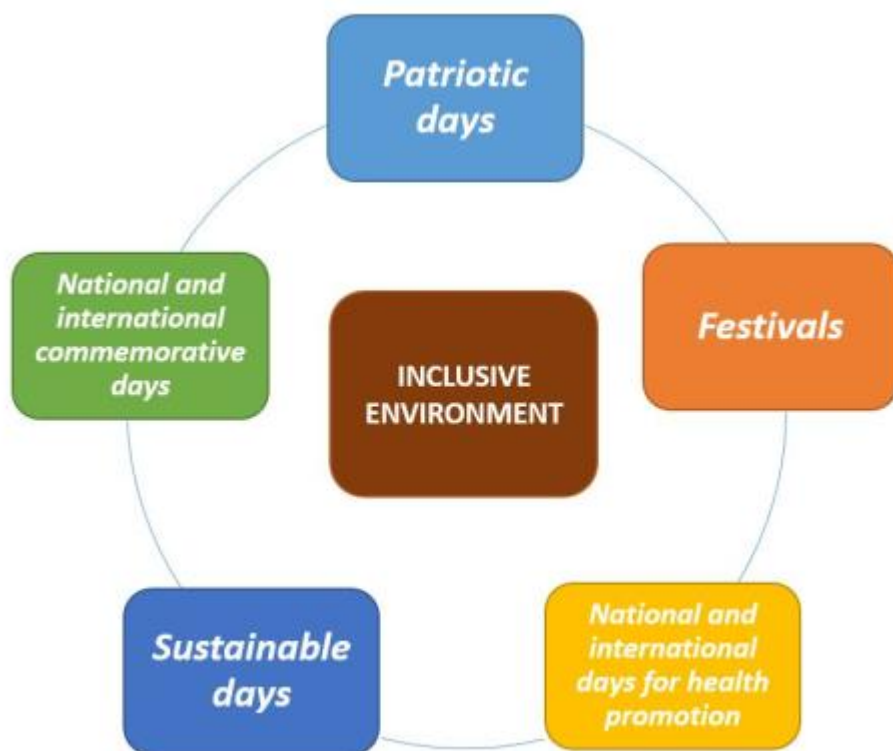 Patriotic
days
National and
international
commemorative
days
INCLUSIVE
ENVIRONMENT
Festivals
Sustainable
days
National and
international
days for health
promotion